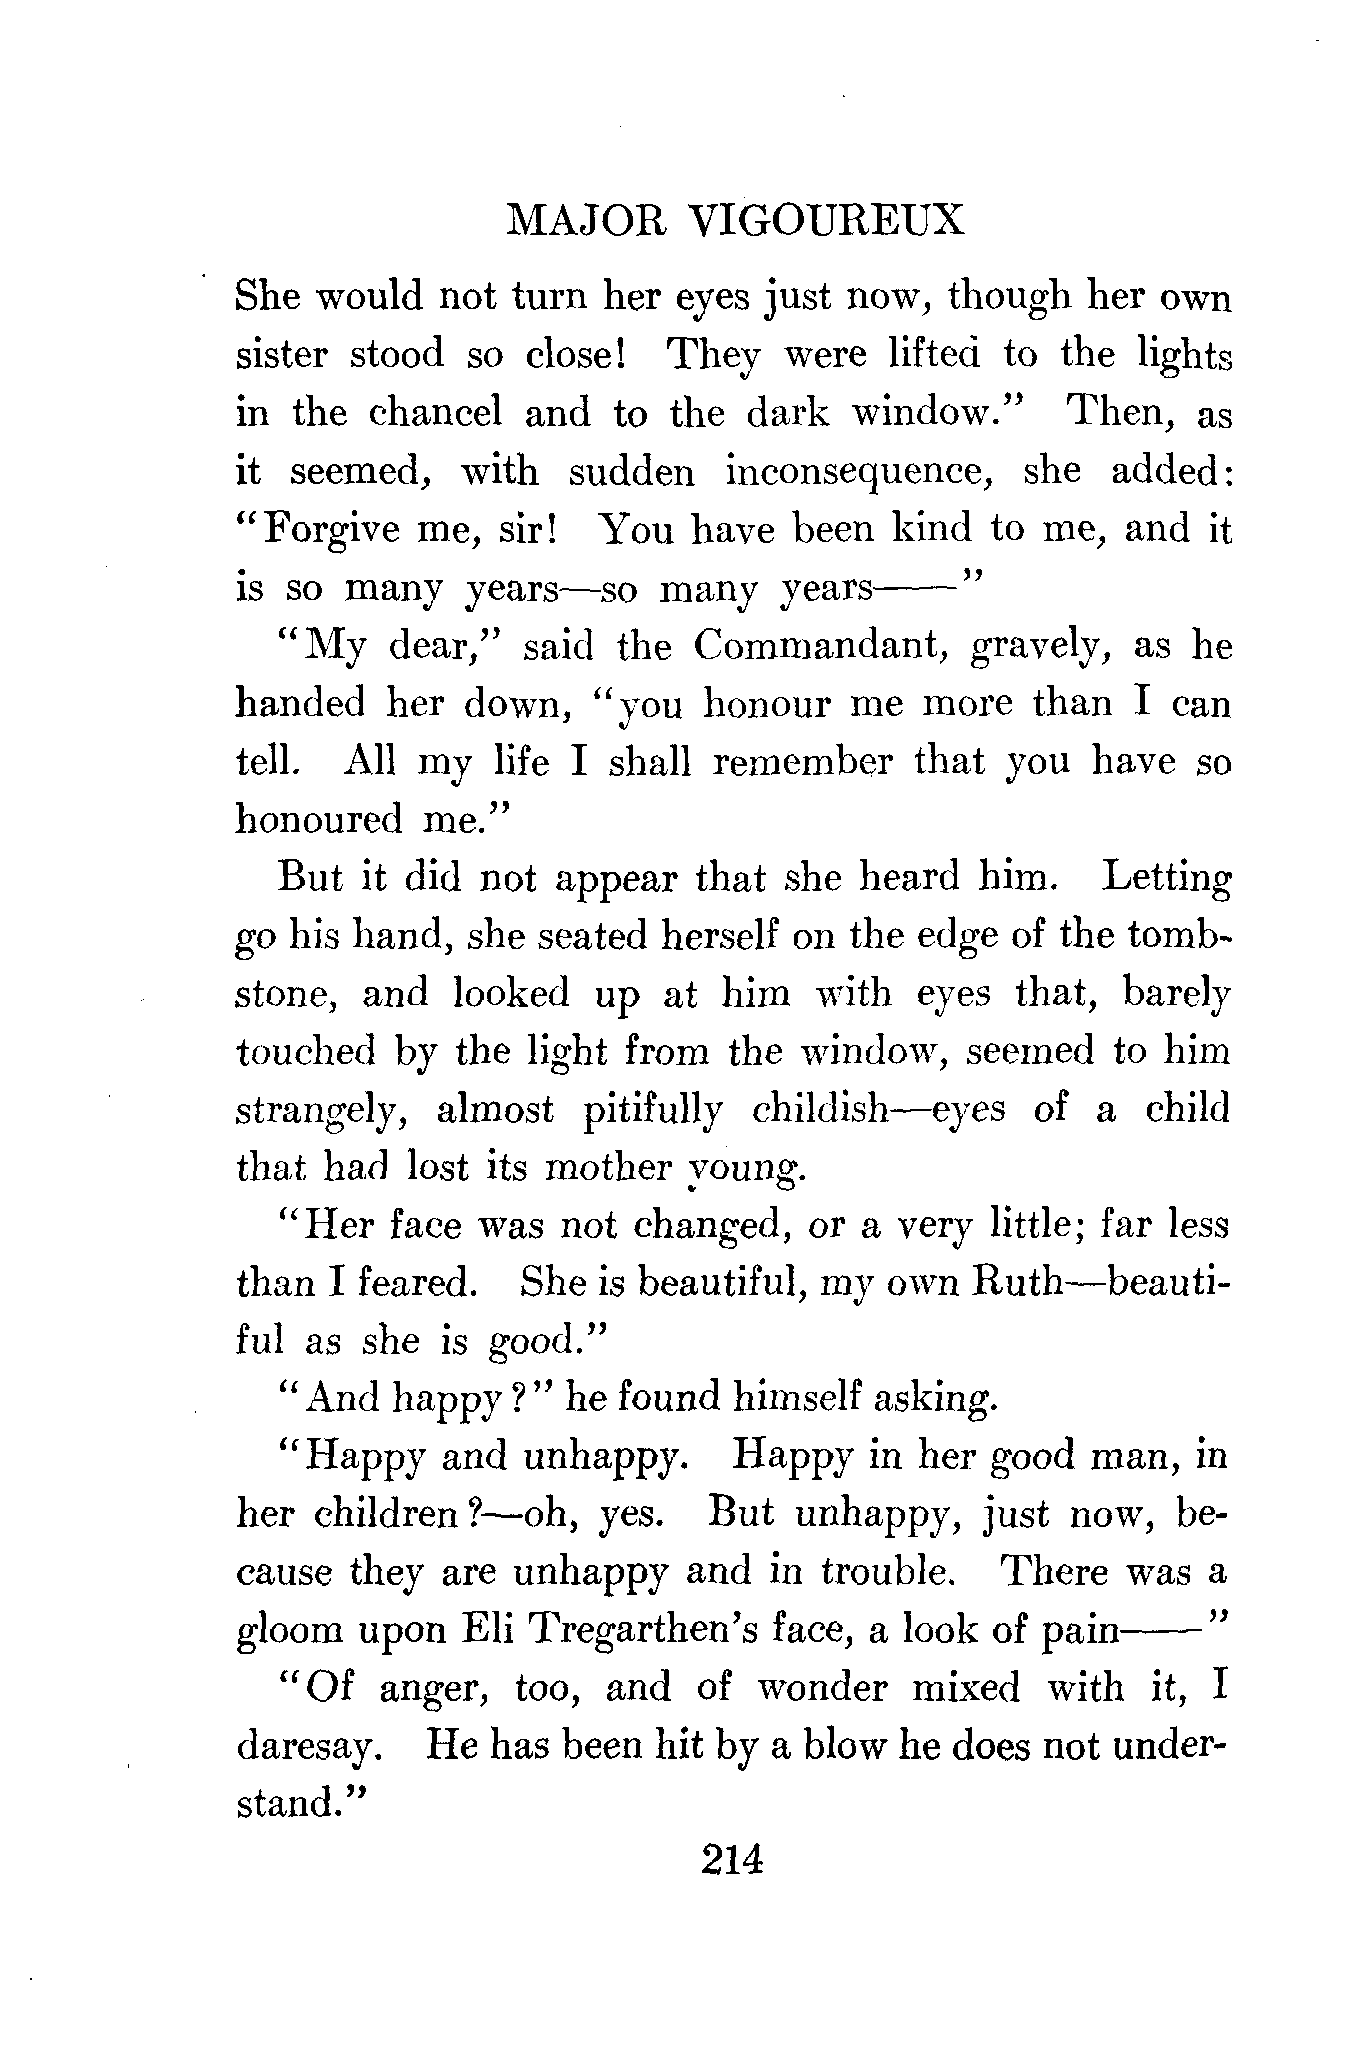 MAJOR VIGOUREUX
She would not turn her eyes just now, though her own
sister stood so close! They were lifted to the lights
in the chancel and to the dark window.” Then, as
it seemed, with sudden inconsequence, she added:
“Forgive me, sir! You have been kind to me, and it
is so many years—so many years——”
“My dear,” said the Commandant, gravely, as he
handed her down, “you honour me more than I can
tell. All my life I shall remember that you have so
honoured me.”
But it did not appear that she heard him. Letting
go his hand, she seated herself on the edge of the tomb-
stone, and looked up at him with eyes that, barely
touched by the light from the window, seemed to him
strangely, almost pitifully childish—eyes of a child
that had lost its mother young.
“Her face was not changed, or a very little; far less
than I feared. She is beautiful, my own Ruth—beauti-
ful as she is good.”
“And happy?” he found himself asking.
“Happy and unhappy. Happy in her good man, in
her children?—oh, yes. But unhappy, just now, be-
cause they are unhappy and in trouble. There was a
gloom upon Eli Tregarthen’s face, a look of pain——”
“Of anger, too, and of wonder mixed with it, I
daresay. He has been hit by a blow he does not under-
stand.”
214